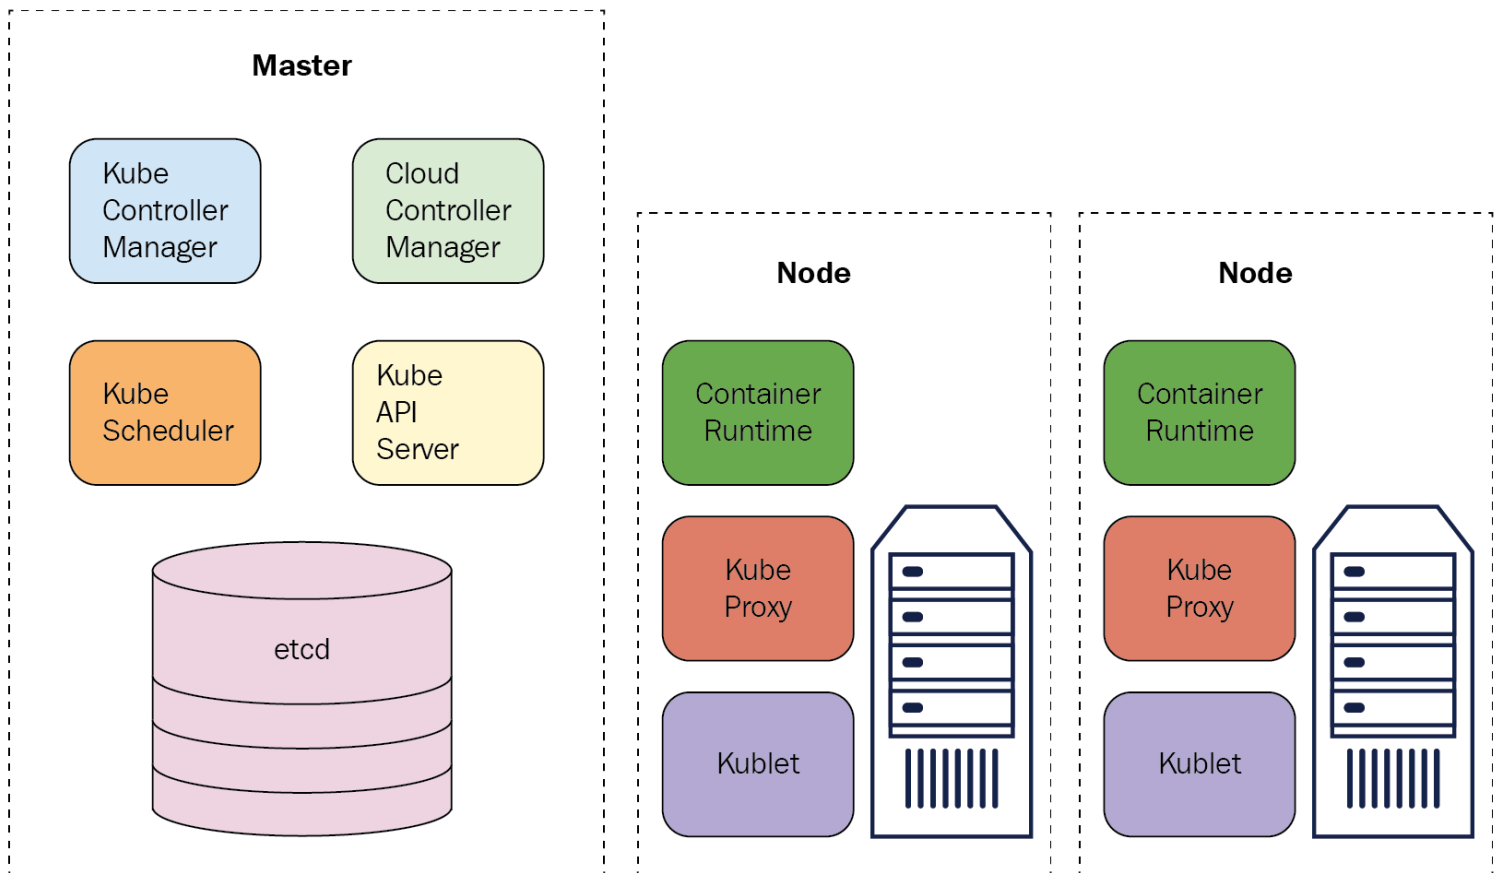 Master
Kube
Controller
Manager
Cloud
Controller
Manager
Kube
Scheduler
Kube
API
Server
etcd
Node
Container
Runtime
Kube
Proxy
Kublet
Node
Container
Runtime
Kube
Proxy
Kublet